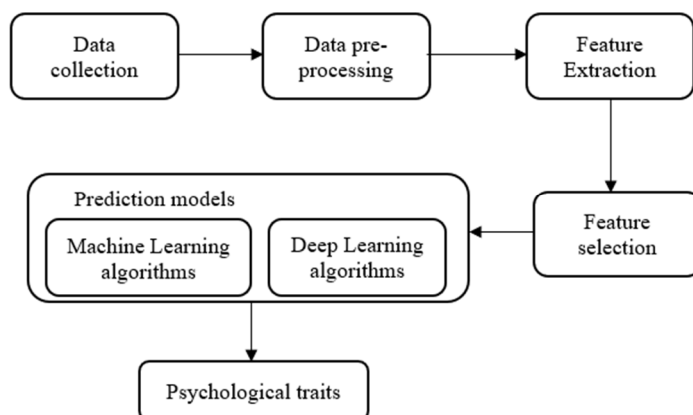 Data
collection
Data pre-
processing
Feature
Extraction
Feature
selection
Prediction models
Machine Learning
algorithms
Deep Learning
algorithms
Psychological traits